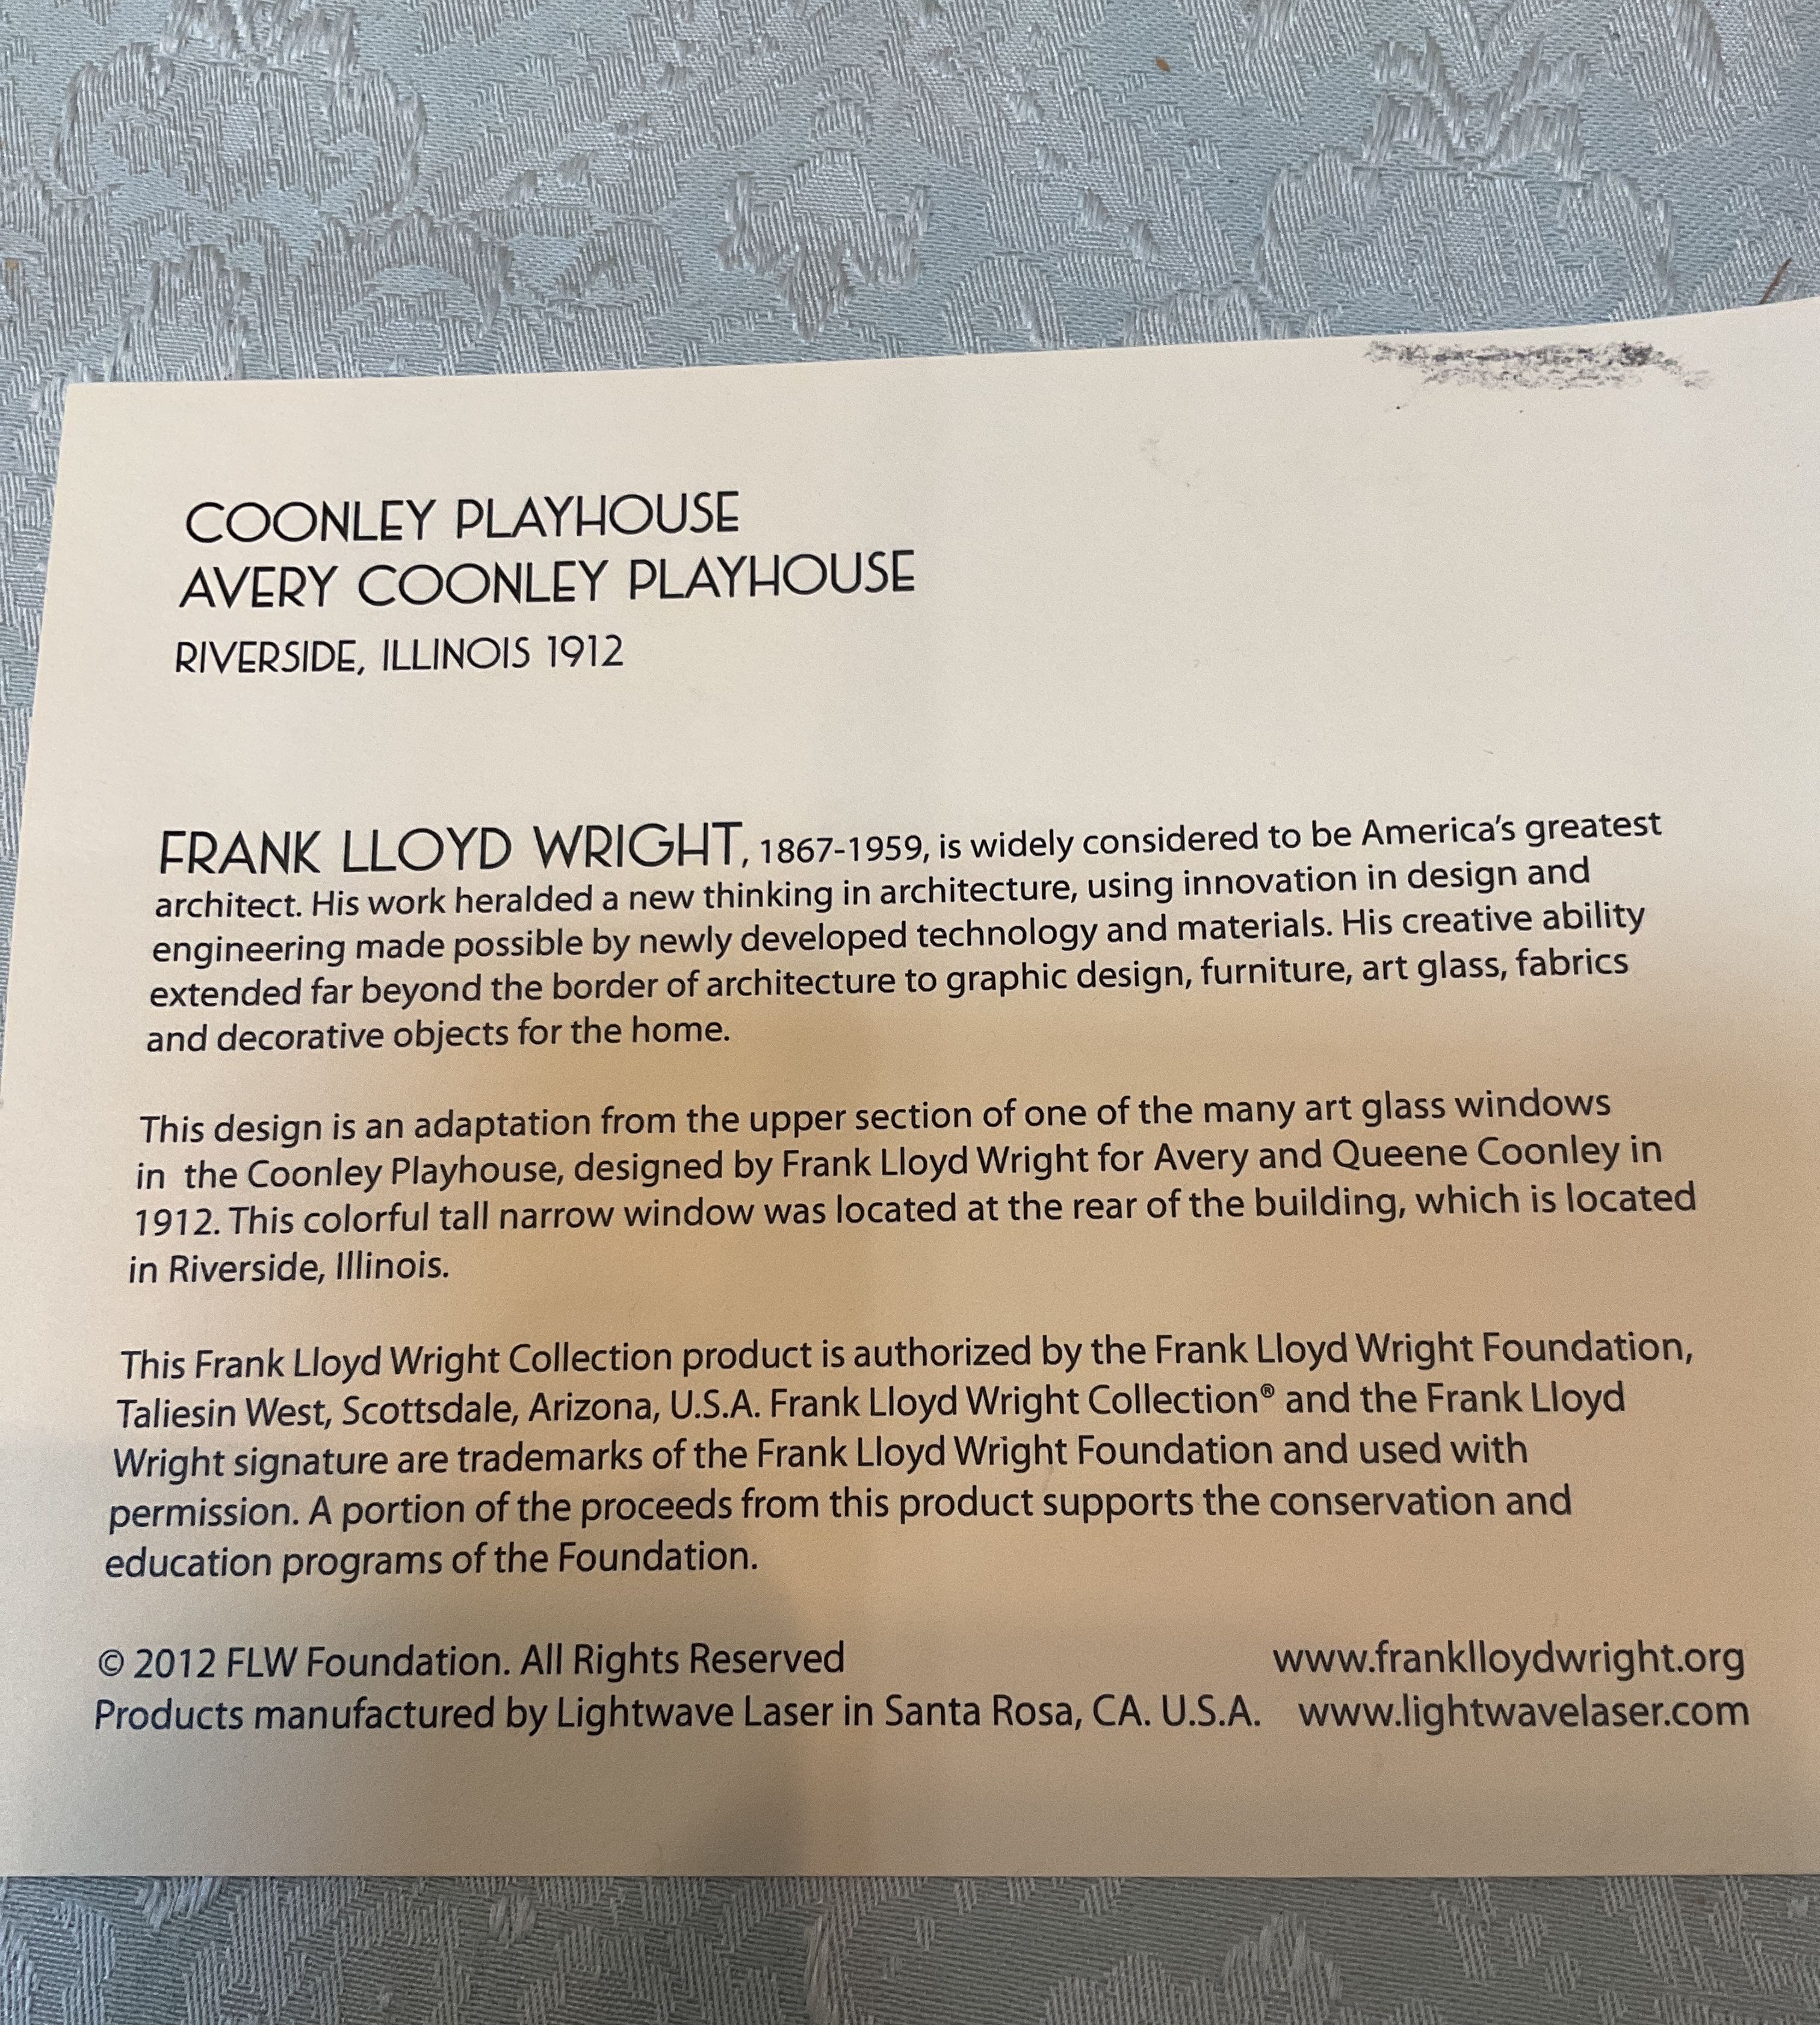 COONLEY PLAYHOUSE
AVERY COONLEY PLAYHOUSE
RIVERSIDE, ILLINOIS 1912
FRANK LLOYD WRIGHT, 1867-1959, is widely considered to be America's greatest
architect. His work heralded a new thinking in architecture, using innovation in design and
engineering made possible by newly developed technology and materials. His creative ability
extended far beyond the border of architecture to graphic design, furniture, art glass, fabrics
and decorative objects for the home.
This design is an adaptation from the upper section of one of the many art glass windows
in the Coonley Playhouse, designed by Frank Lloyd Wright for Avery and Queene Coonley in
1912. This colorful tall narrow window was located at the rear of the building, which is located
in Riverside, Illinois.
This Frank Lloyd Wright Collection product is authorized by the Frank Lloyd Wright Foundation,
Taliesin West, Scottsdale, Arizona, U.S.A. Frank Lloyd Wright Collection® and the Frank Lloyd
Wright signature are trademarks of the Frank Lloyd Wright Foundation and used with
permission. A portion of the proceeds from this product supports the conservation and
education programs of the Foundation.
© 2012 FLW Foundation. All Rights Reserved www.franklloydwright.org
Products manufactured by Lightwave Laser in Santa Rosa, CA. U.S.A. www.lightwavelaser.com